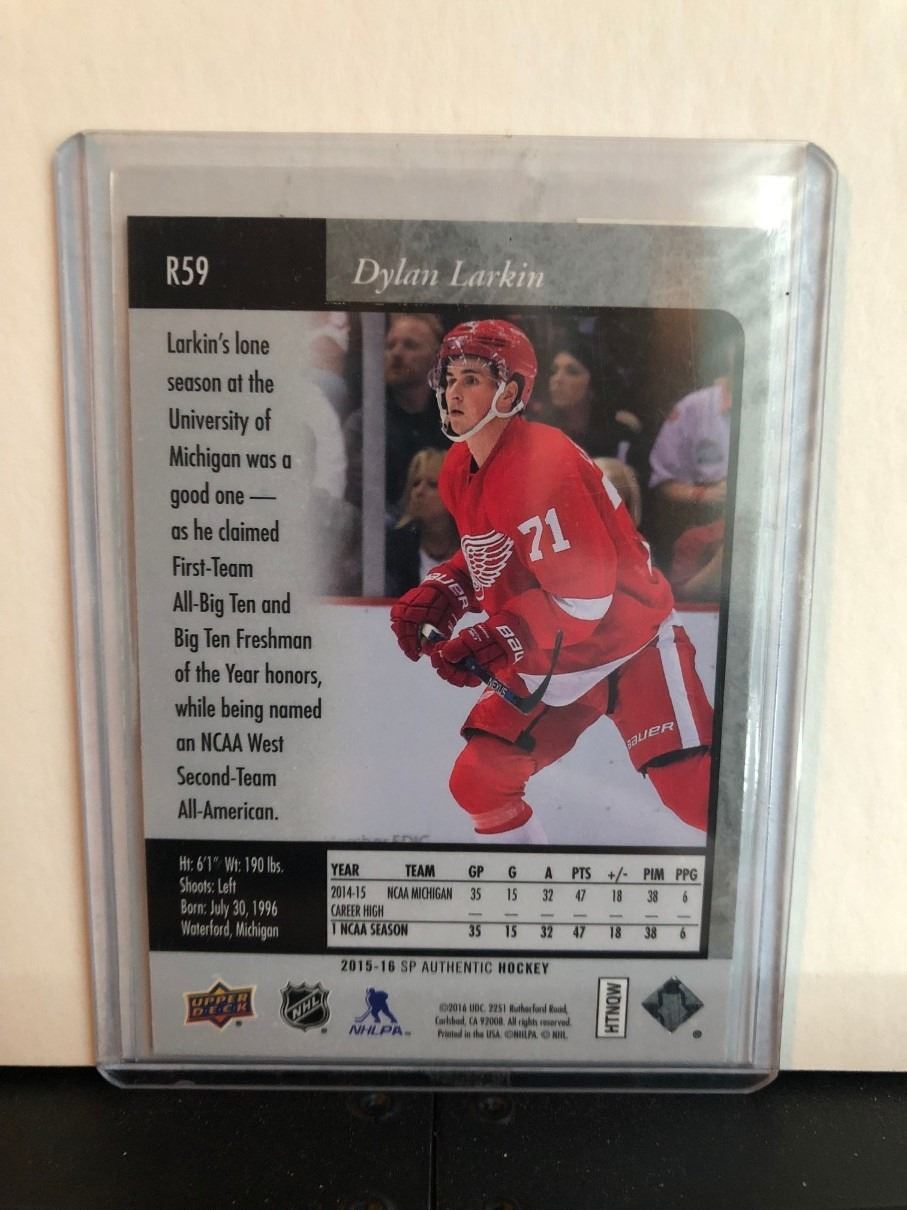 R59
Dylan Larkin
Larkin's lone
season at the
University of
Michigan was a
good one —
as he claimed
First-Team
All-Big Ten and
Big Ten Freshman
of the Year honors,
while being named
an NCAA West
Second-Team
All-American.
71
BAUER
BAU
NEXUS
BAUER
Ht: 6'1" Wt: 190 lbs.
Shoots: Left
Born: July 30, 1996
Waterford, Michigan
YEAR TEAM GP G A PTS +/- PIM PPG
2014-15 NCAA MICHIGAN 35 15 32 47 18 38 6
CAREER HIGH — — — — — — —
1 NCAA SEASON 35 15 32 47 18 38 6
2015-16 SP AUTHENTIC HOCKEY
UPPER
DECK
NHL
NHLPA
©2016 UDC. 2251 Rutherford Road,
Carlsbad, CA 92008. All rights reserved.
Printed in the USA. ©NHLPA. © NHL.
HTNQW